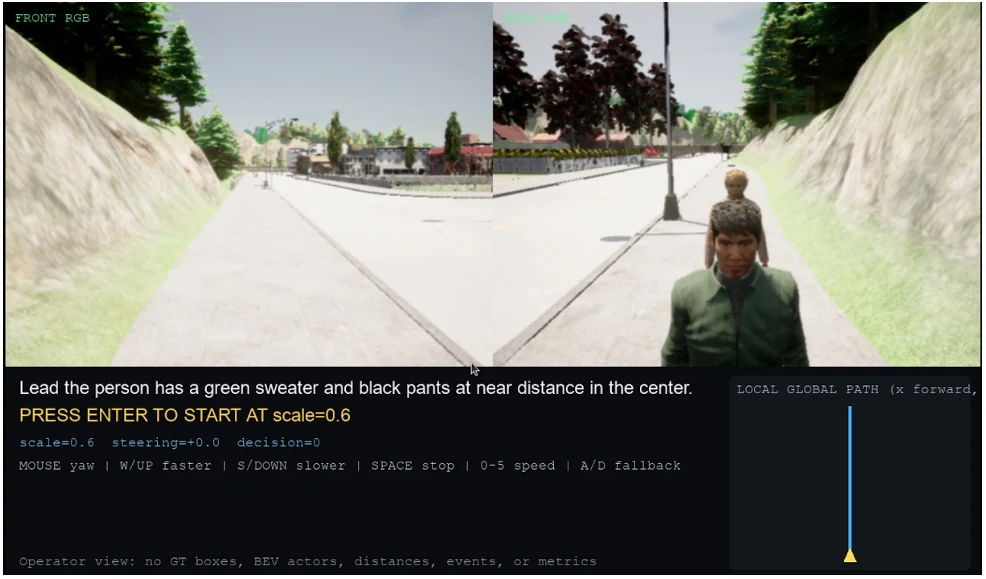 FRONT RGB
Lead the person has a green sweater and black pants at near distance in the center.
PRESS ENTER TO START AT scale=0.6
scale=0.6 steering=+0.0 decision=0
MOUSE yaw | W/UP faster | S/DOWN slower | SPACE stop | 0-5 speed | A/D fallback
Operator view: no GT boxes, BEV actors, distances, events, or metrics
LOCAL GLOBAL PATH (x forward,